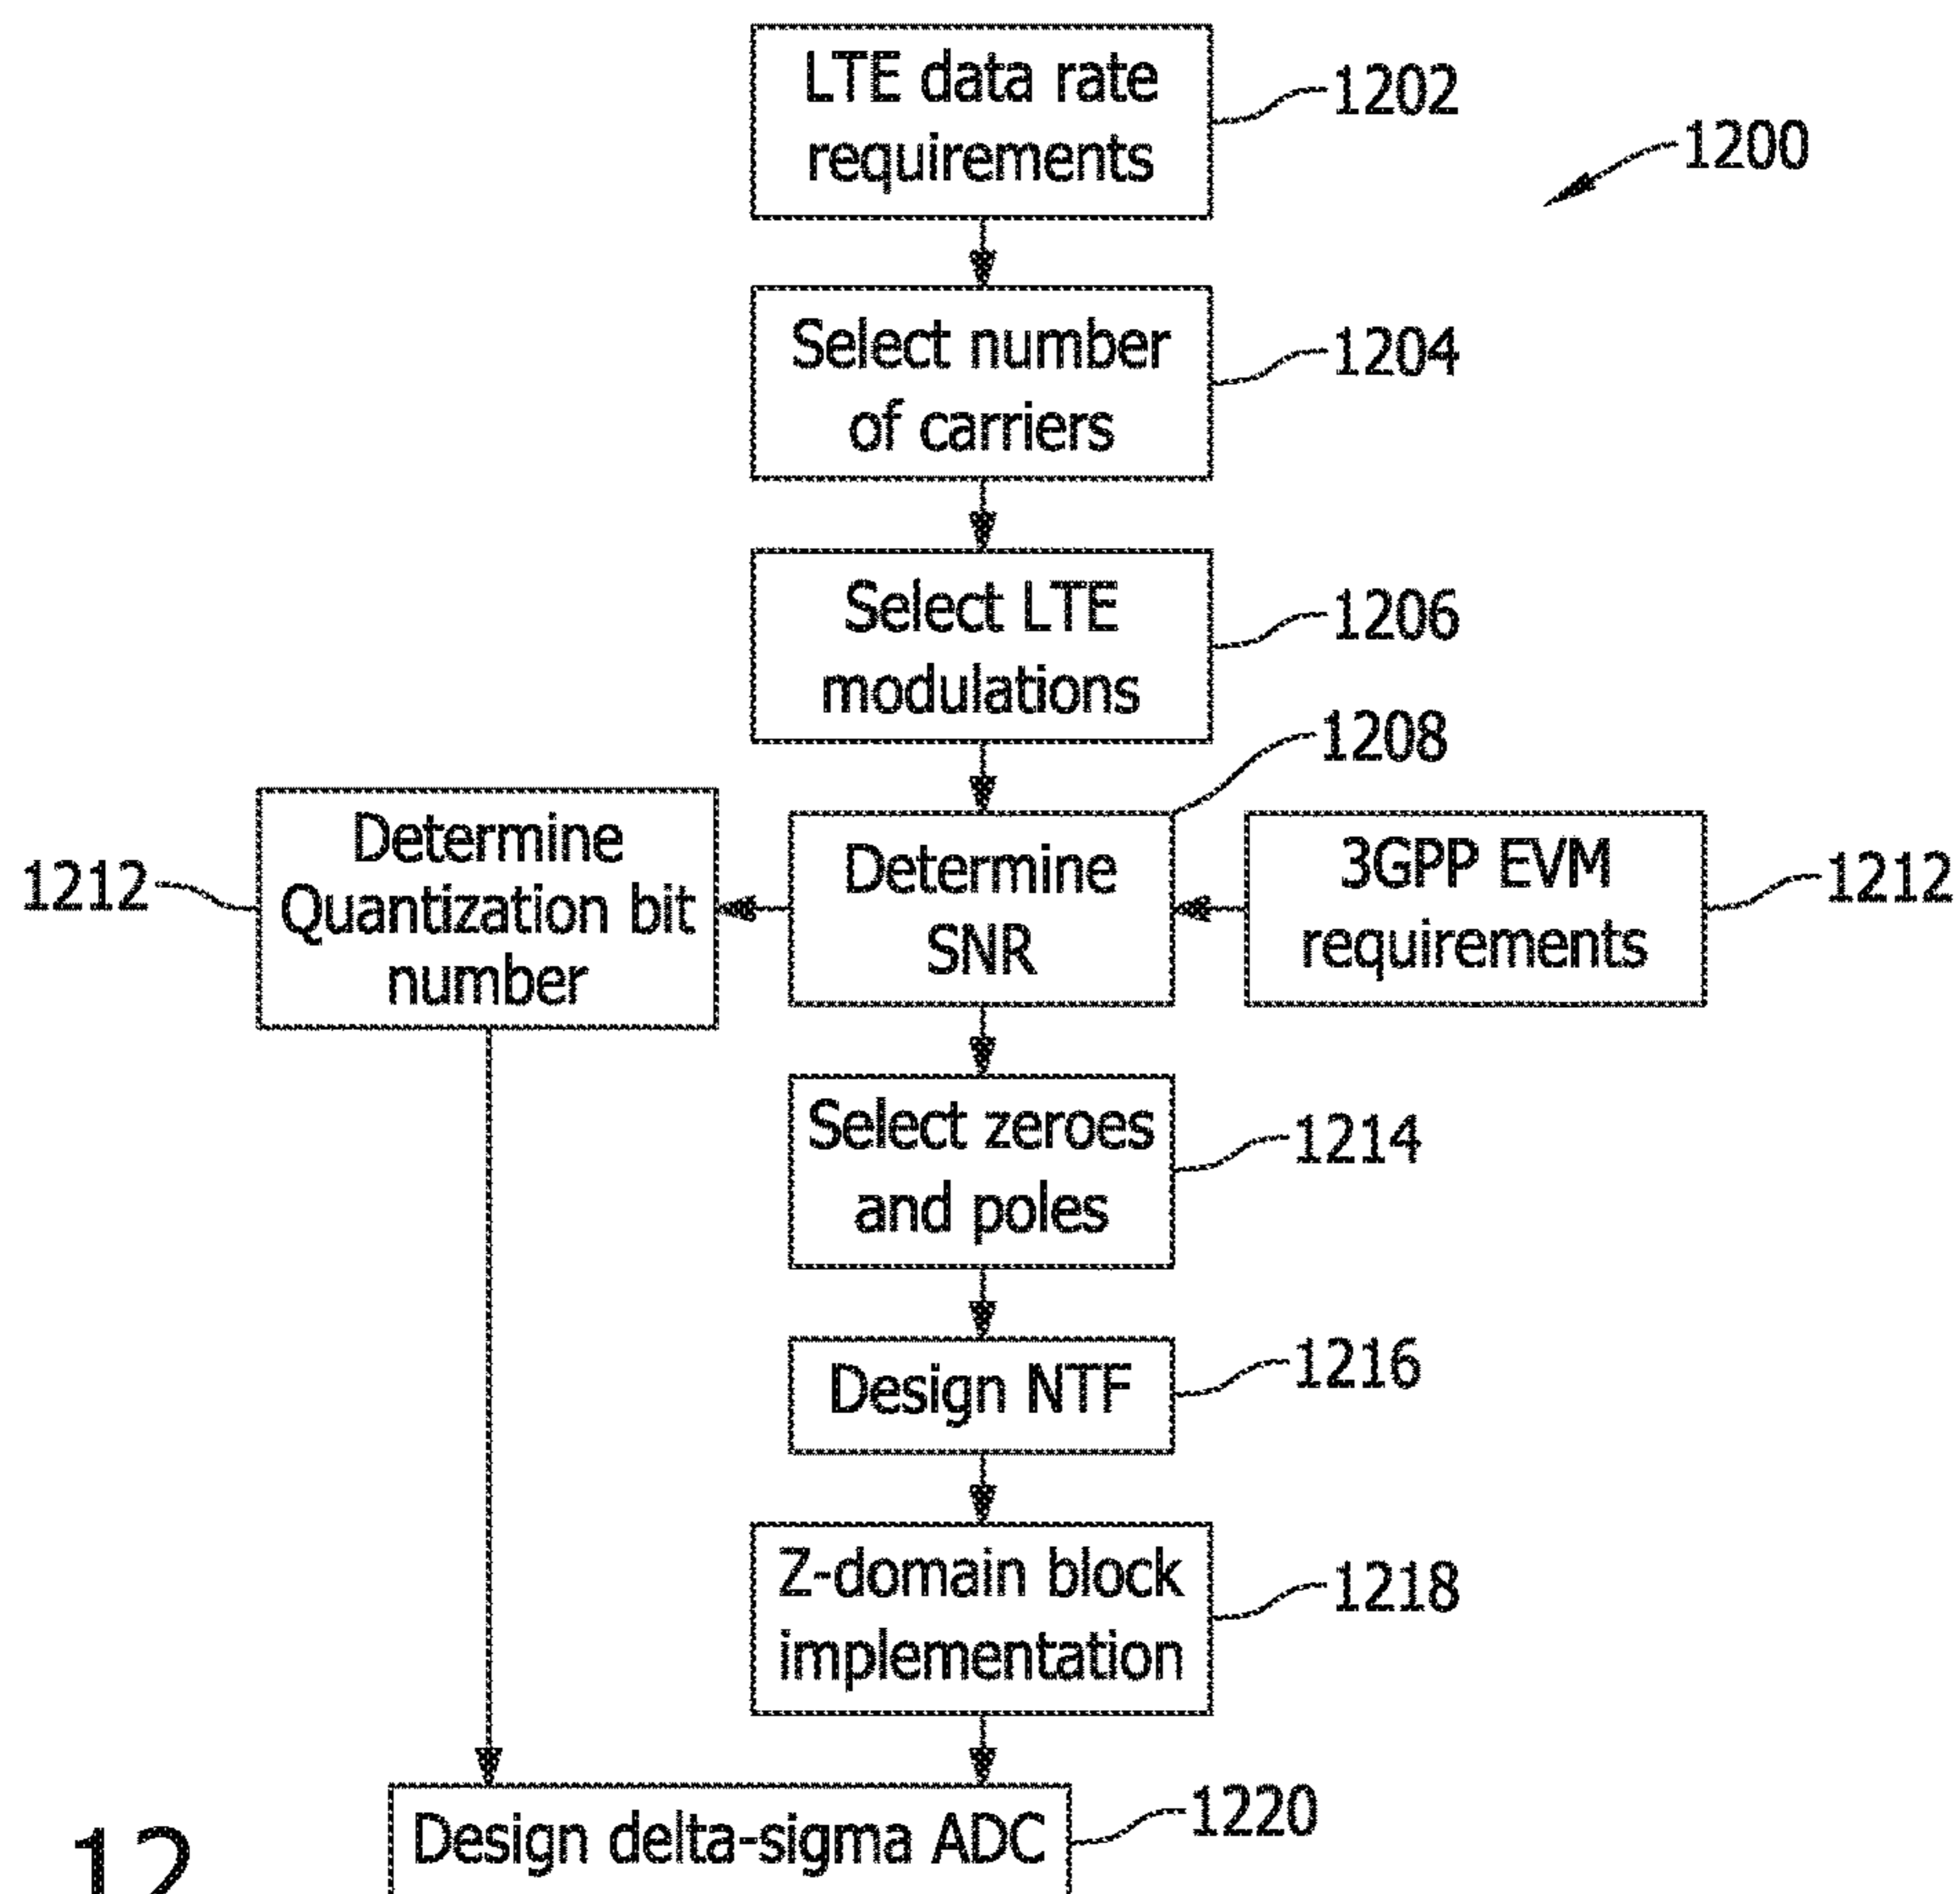 LTE data rate
requirements
1202
1200
Select number
of carriers
1204
Select LTE
modulations
1206
1208
1212
Determine
Quantization bit
number
Determine
SNR
3GPP EVM
requirements
1212
Select zeroes
and poles
1214
Design NTF
1216
Z-domain block
implementation
1218
Design delta-sigma ADC
1220
12